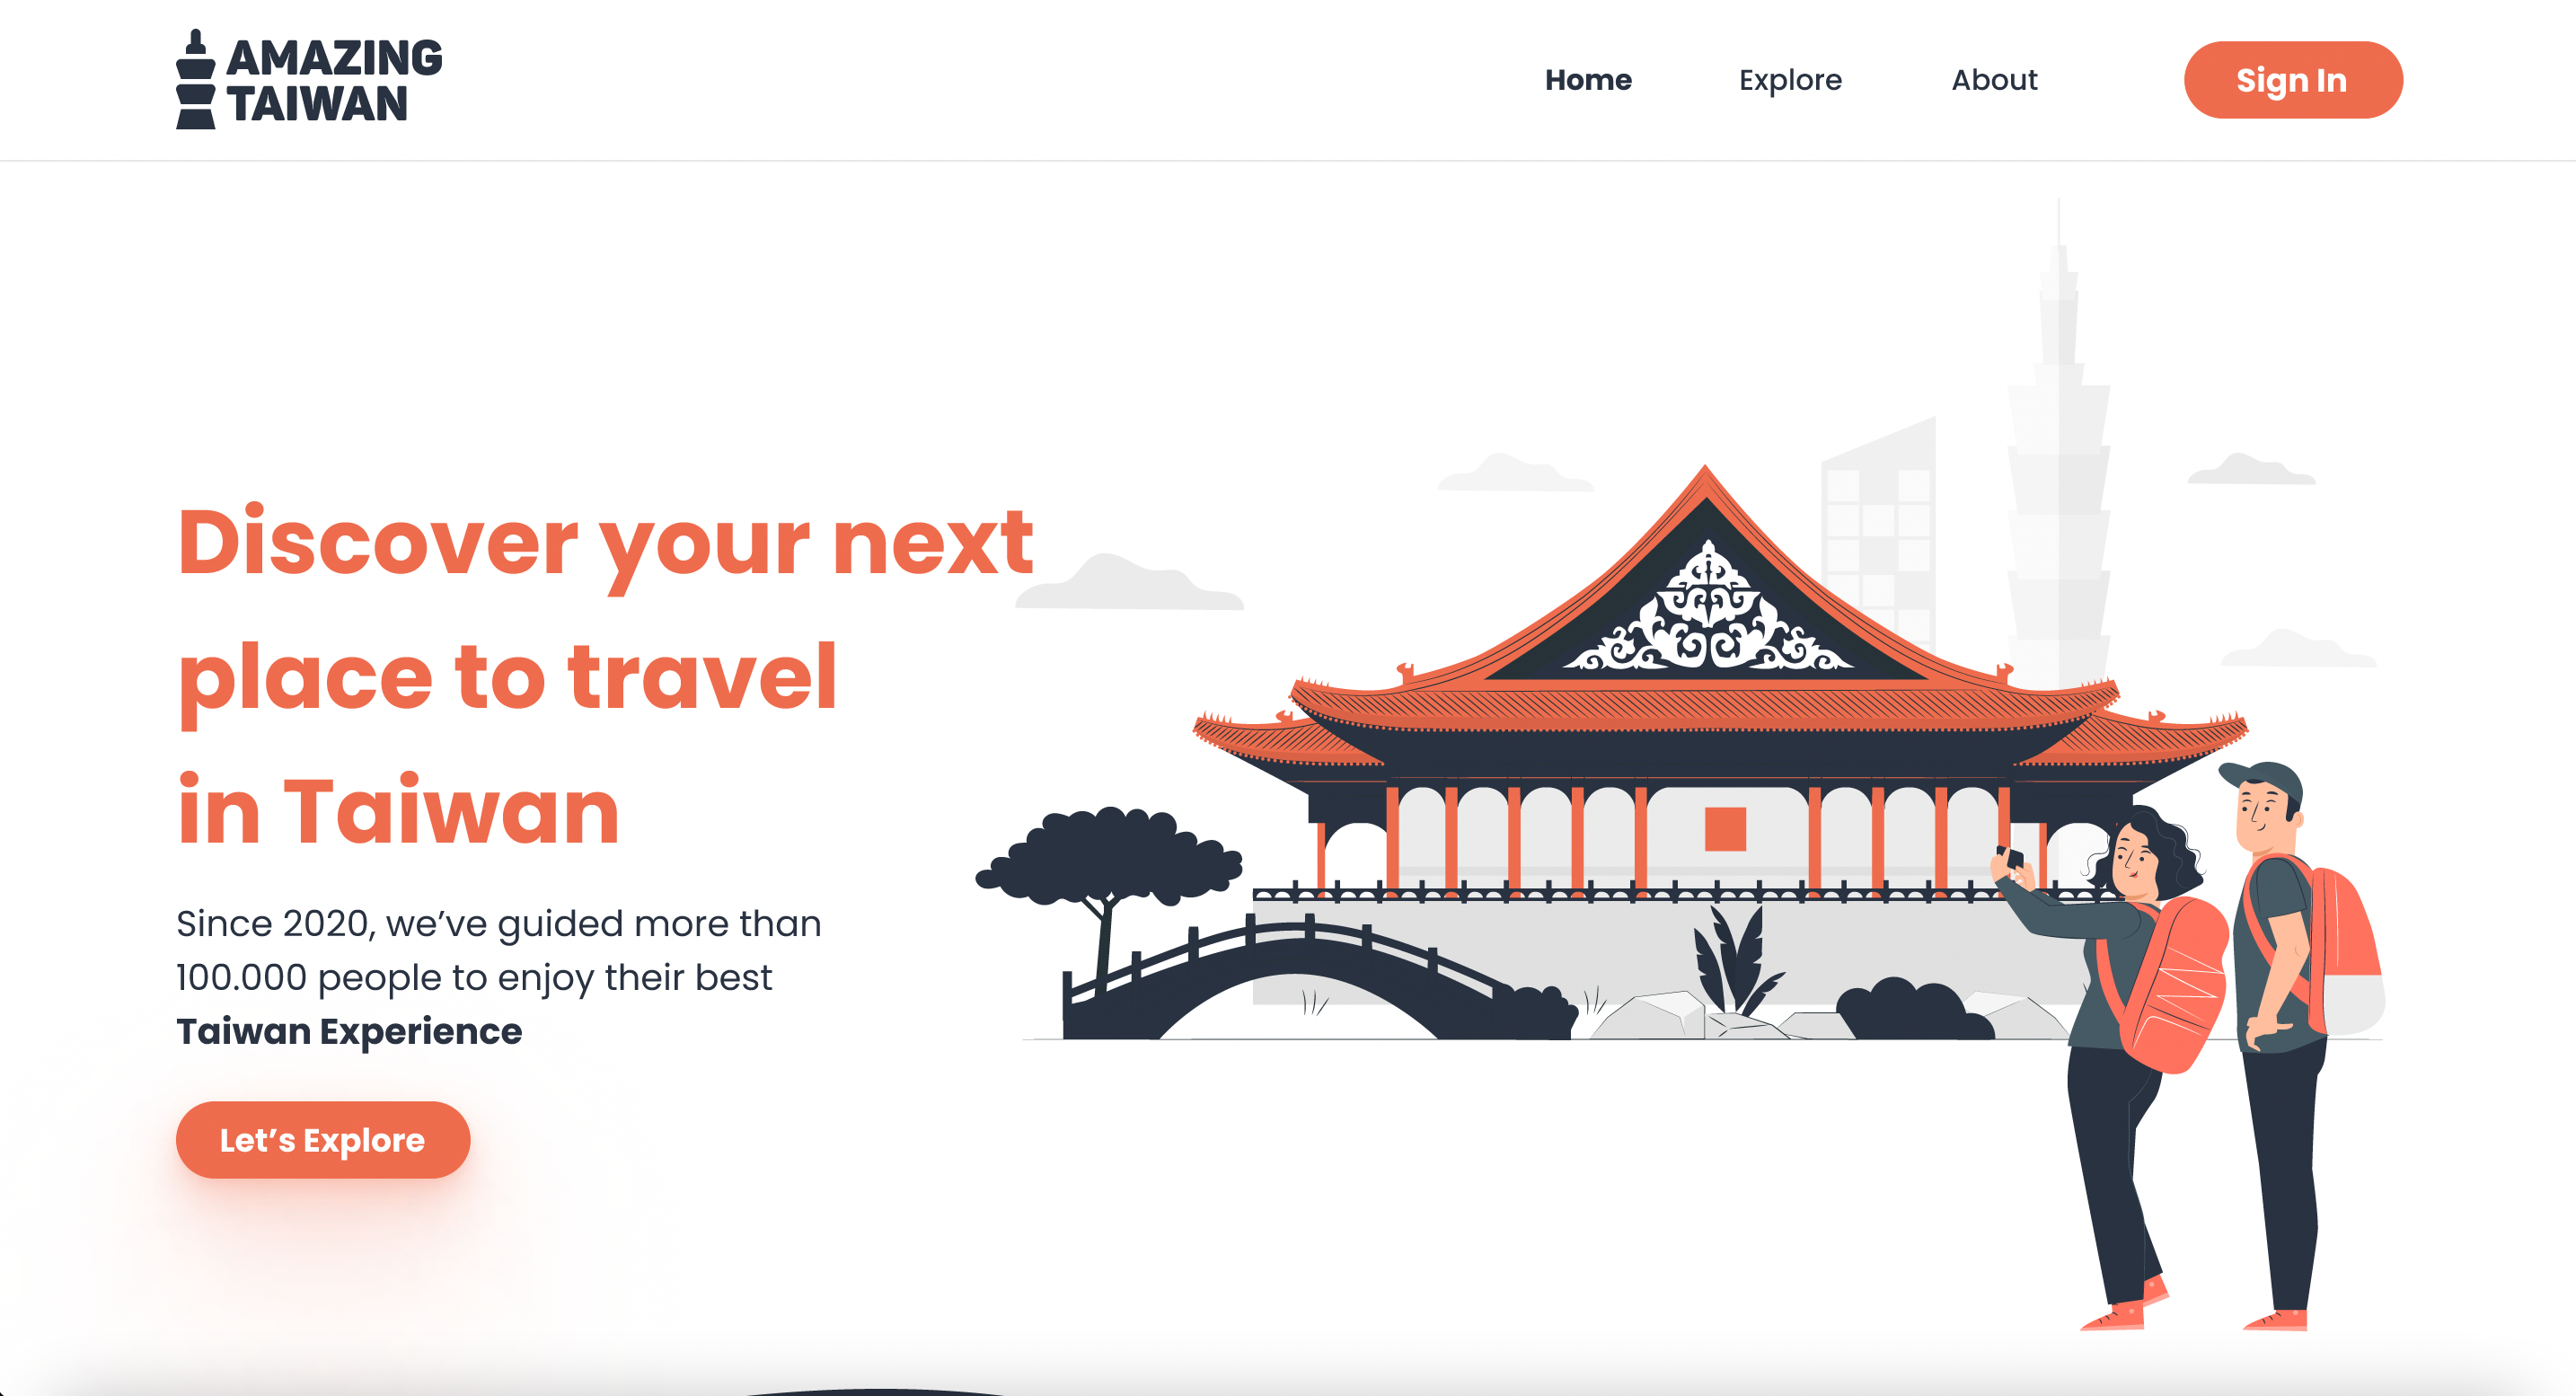 AMAZING
TAIWAN
Home Explore About Sign In
Discover your next
place to travel
in Taiwan
Since 2020, we’ve guided more than
100.000 people to enjoy their best
Taiwan Experience
Let’s Explore